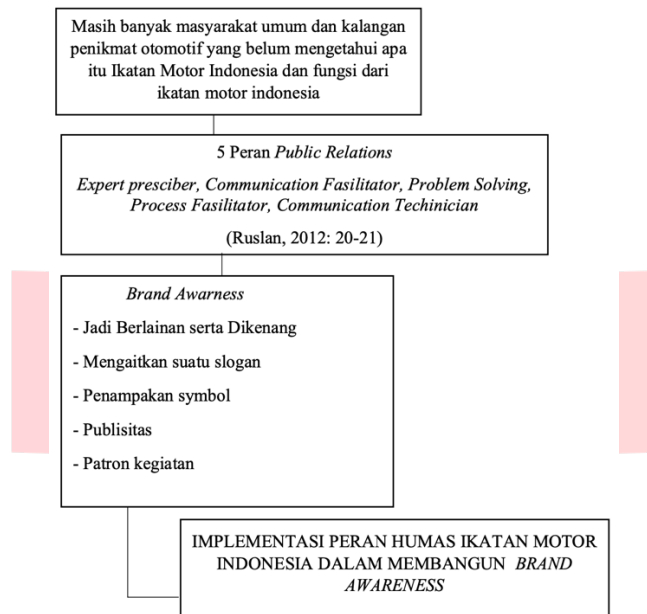 Masih banyak masyarakat umum dan kalangan
penikmat otomotif yang belum mengetahui apa
itu Ikatan Motor Indonesia dan fungsi dari
ikatan motor indonesia
5 Peran Public Relations
Expert presciber, Communication Fasilitator, Problem Solving,
Process Fasilitator, Communication Techinician
(Ruslan, 2012: 20-21)
Brand Awarness
- Jadi Berlainan serta Dikenang
- Mengaitkan suatu slogan
- Penampakan symbol
- Publisitas
- Patron kegiatan
IMPLEMENTASI PERAN HUMAS IKATAN MOTOR
INDONESIA DALAM MEMBANGUN BRAND
AWARENESS